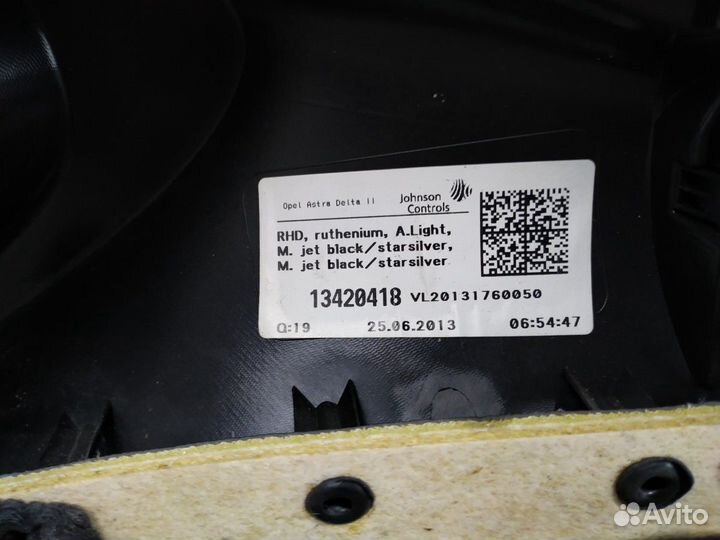 Opel Astra Delta II
Johnson
Controls
RHD, ruthenium, A.Light,
M. jet black/starsilver,
M. jet black/starsilver
13420418 VL20131760050
Q:19 25.06.2013 06:54:47
Avito